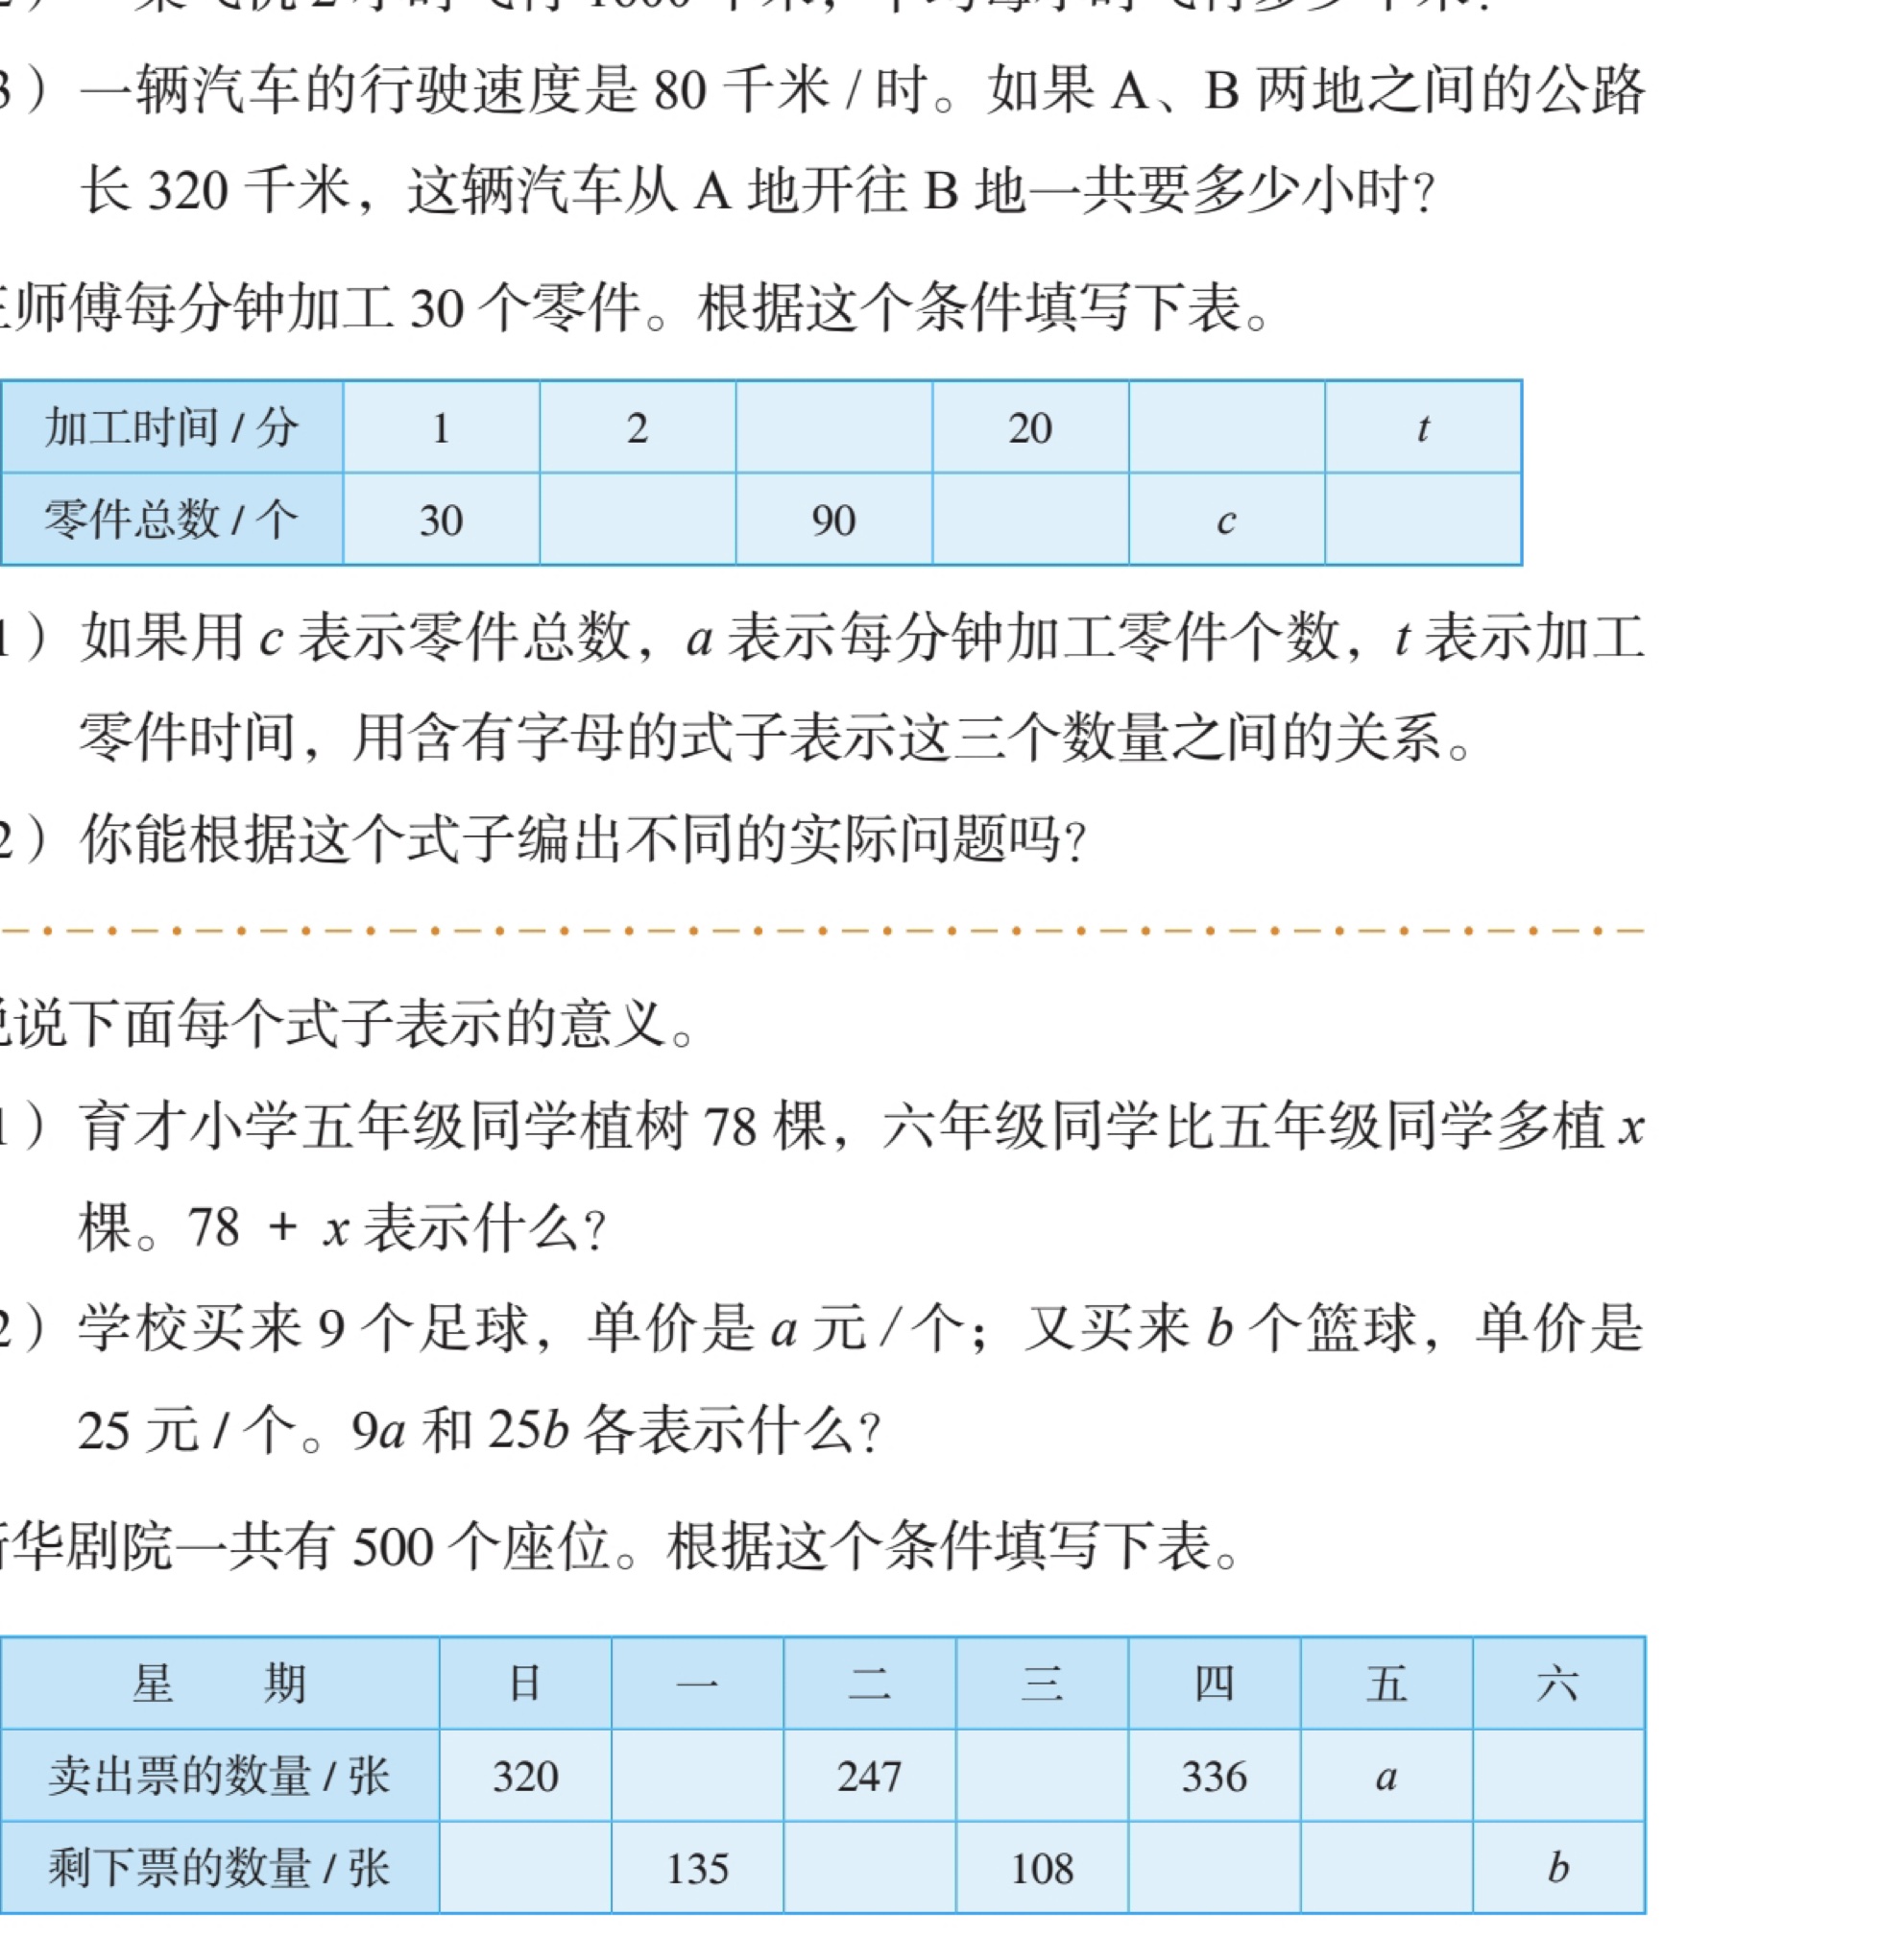 3）一辆汽车的行驶速度是 80 千米 / 时。如果 A、B 两地之间的公路
长 320 千米，这辆汽车从 A 地开往 B 地一共要多少小时？
师傅每分钟加工 30 个零件。根据这个条件填写下表。
加工时间 / 分 1 2 20 t
零件总数 / 个 30 90 c
1）如果用 c 表示零件总数，a 表示每分钟加工零件个数，t 表示加工
零件时间，用含有字母的式子表示这三个数量之间的关系。
2）你能根据这个式子编出不同的实际问题吗？
说下面每个式子表示的意义。
1）育才小学五年级同学植树 78 棵，六年级同学比五年级同学多植 x
棵。78 + x 表示什么？
2）学校买来 9 个足球，单价是 a 元 / 个；又买来 b 个篮球，单价是
25 元 / 个。9a 和 25b 各表示什么？
华剧院一共有 500 个座位。根据这个条件填写下表。
星 期 日 一 二 三 四 五 六
卖出票的数量 / 张 320 247 336 a
剩下票的数量 / 张 135 108 b